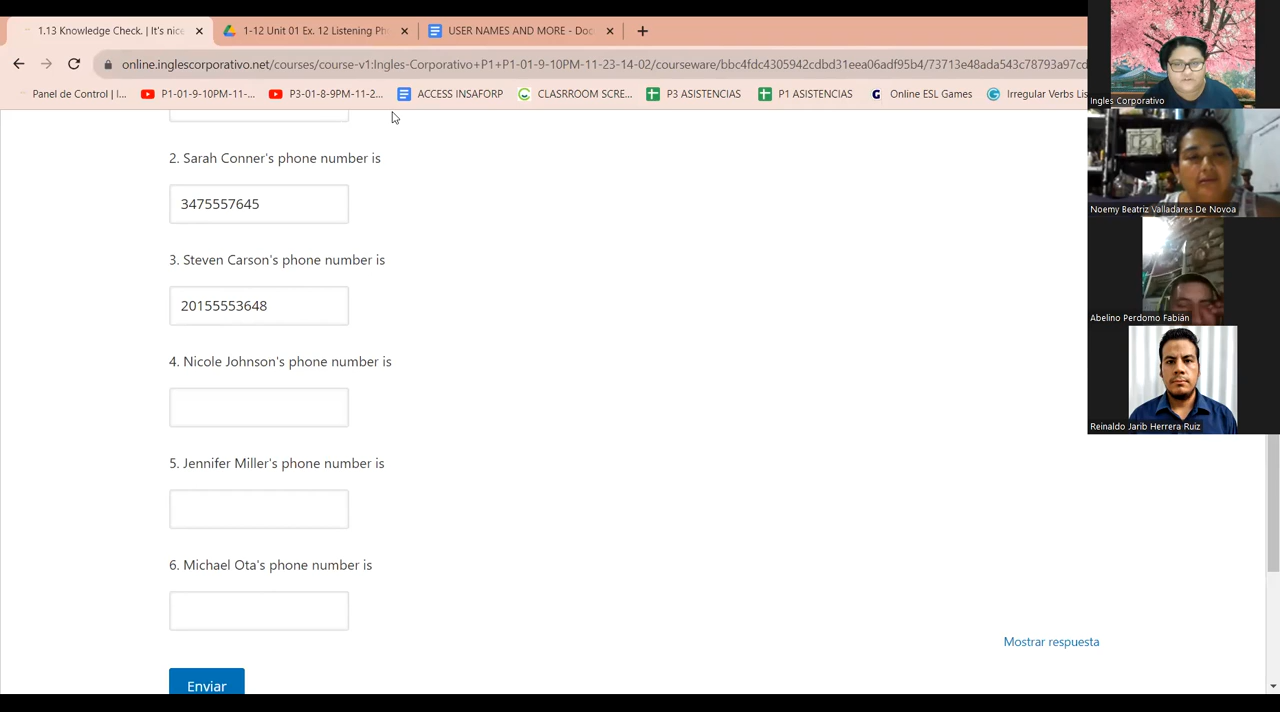 1.13 Knowledge Check. | It's nice
1-12 Unit 01 Ex. 12 Listening Ph
USER NAMES AND MORE - Doc
online.inglescorporativo.net/courses/course-v1:Ingles-Corporativo+P1+P1-01-9-10PM-11-23-14-02/courseware/bbc4fdc4305942cdbd31eea06adf95b4/73713e48ada543c78793a97cd
Panel de Control | I...
P1-01-9-10PM-11-...
P3-01-8-9PM-11-2...
ACCESS INSAFORP
CLASRROOM SCRE...
P3 ASISTENCIAS
P1 ASISTENCIAS
Online ESL Games
Irregular Verbs Lis
2. Sarah Conner's phone number is
3475557645
3. Steven Carson's phone number is
20155553648
4. Nicole Johnson's phone number is
5. Jennifer Miller's phone number is
6. Michael Ota's phone number is
Mostrar respuesta
Enviar
Ingles Corporativo
Noemy Beatriz Valladares De Novoa
Abelino Perdomo Fabián
Reinaldo Jarib Herrera Ruiz